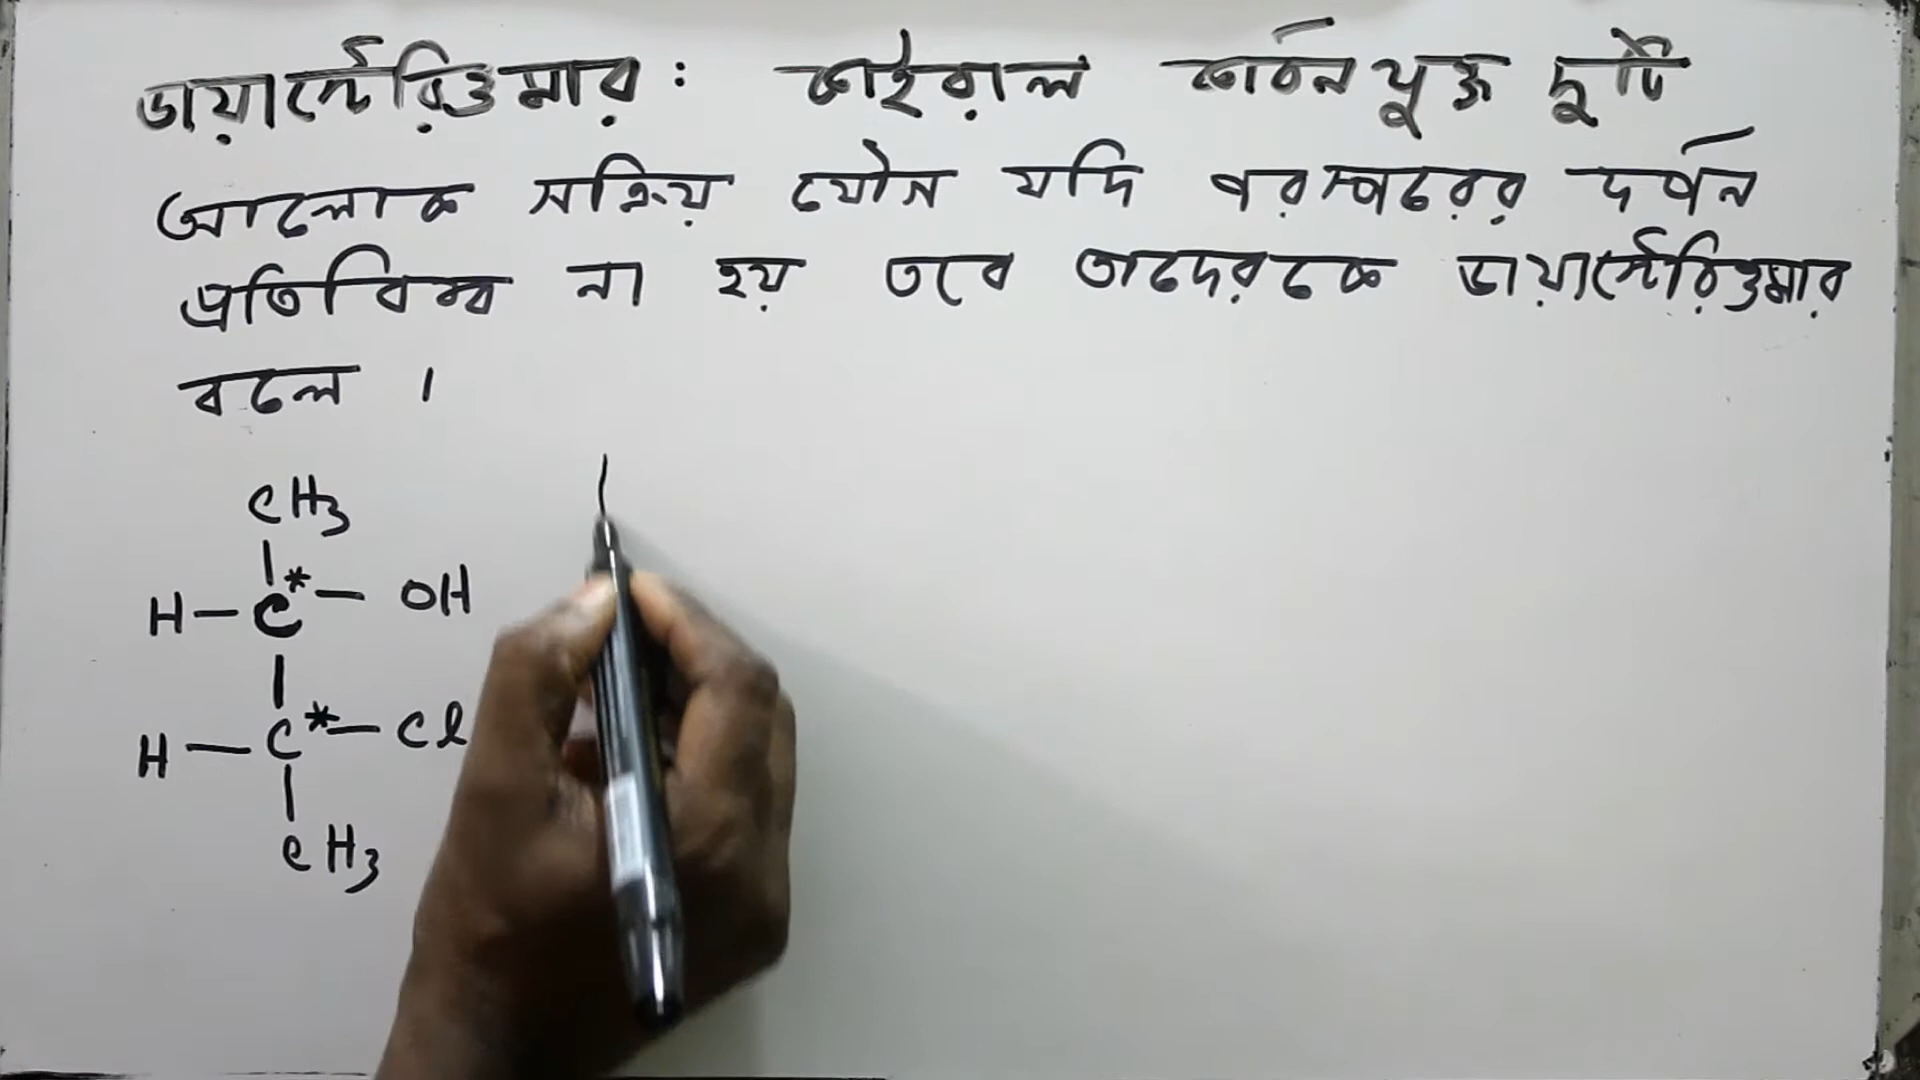 ডায়াস্টেরিওমার : কাইরাল কার্বনযুক্ত দুটি
আলোক সক্রিয় যৌগ যদি পরস্পরের দর্পন
প্রতিবিম্ব না হয় তবে তাদেরকে ডায়াস্টেরিওমার
বলে ।
CH3
H-C*-OH
H-C*-Cl
CH3